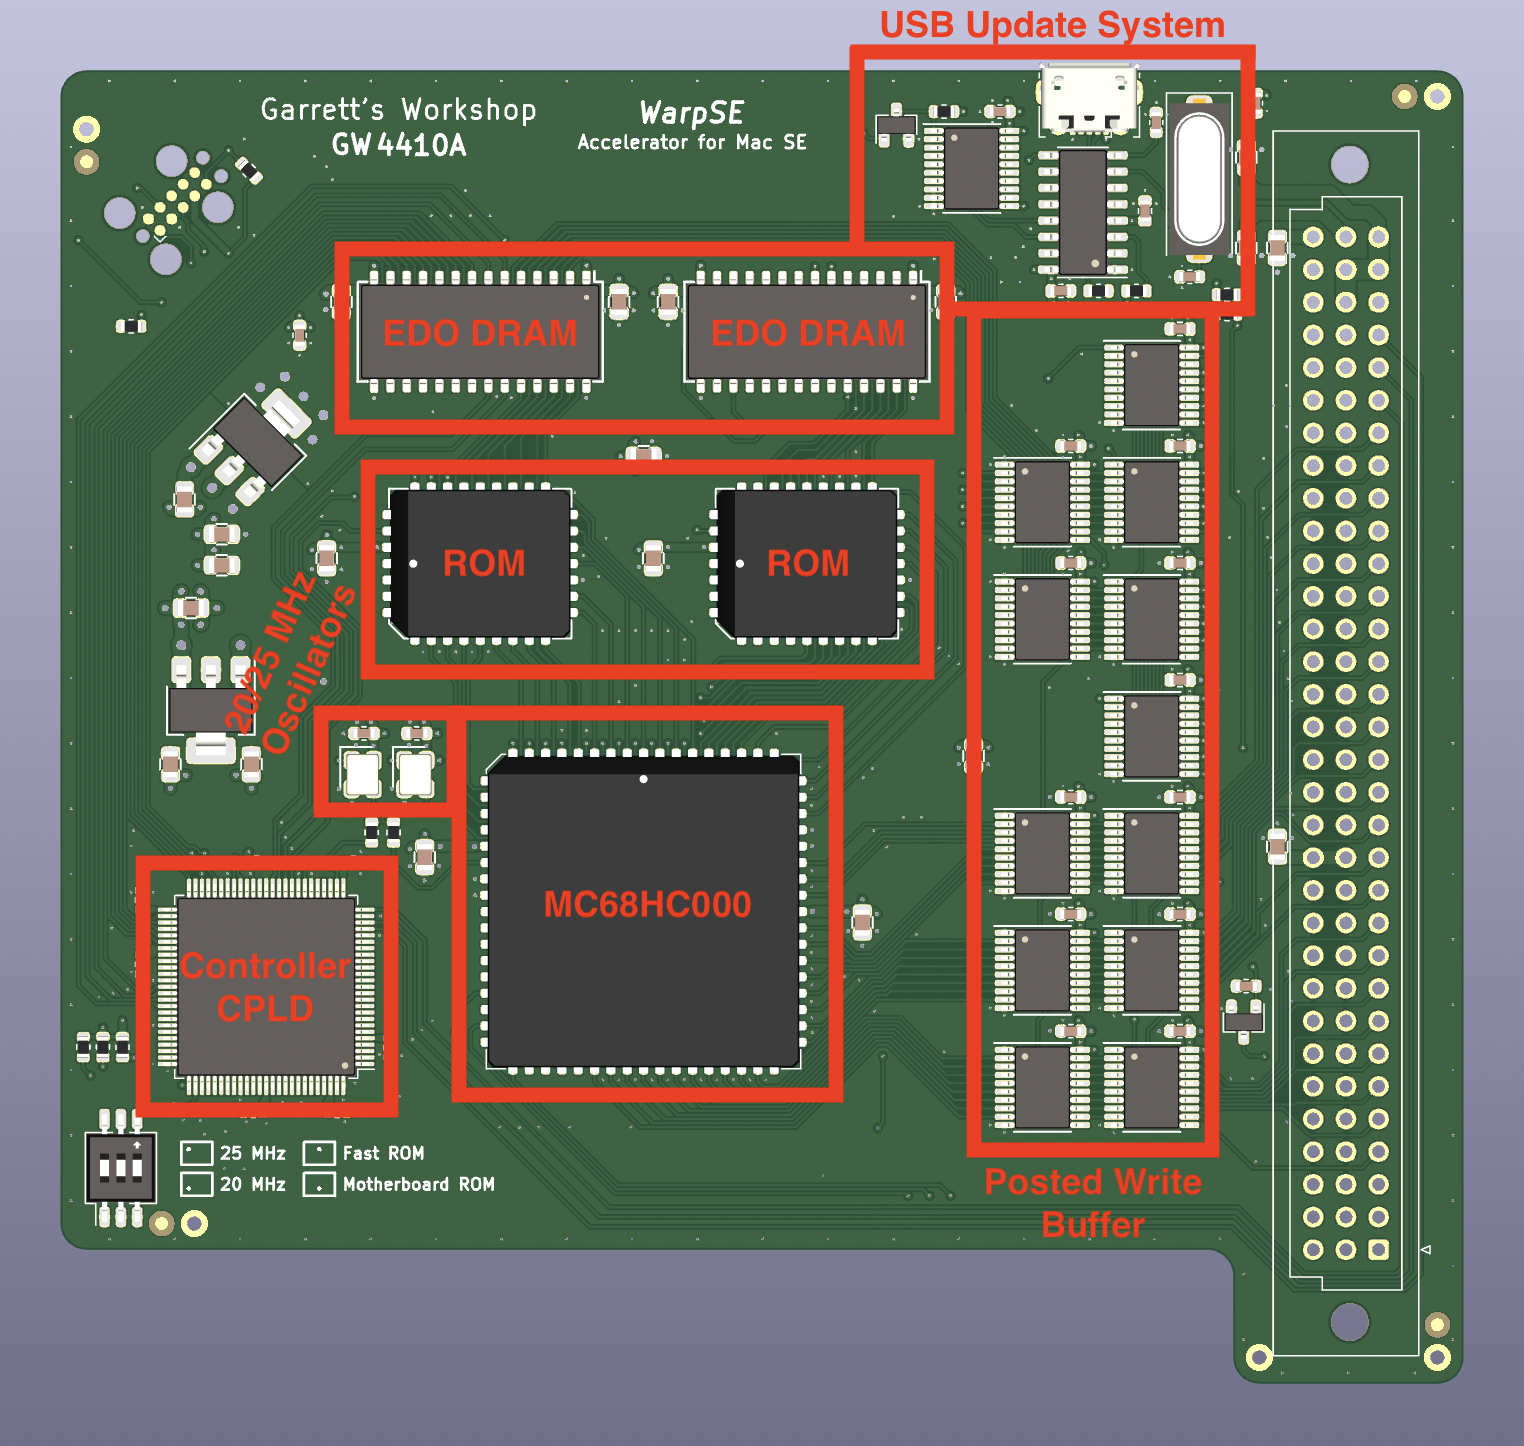 USB Update System
Garrett's Workshop
GW4410A
WarpSE
Accelerator for Mac SE
EDO DRAM
EDO DRAM
ROM
ROM
20/25 MHz
Oscillators
MC68HC000
Controller
CPLD
25 MHz
Fast ROM
20 MHz
Motherboard ROM
Posted Write
Buffer